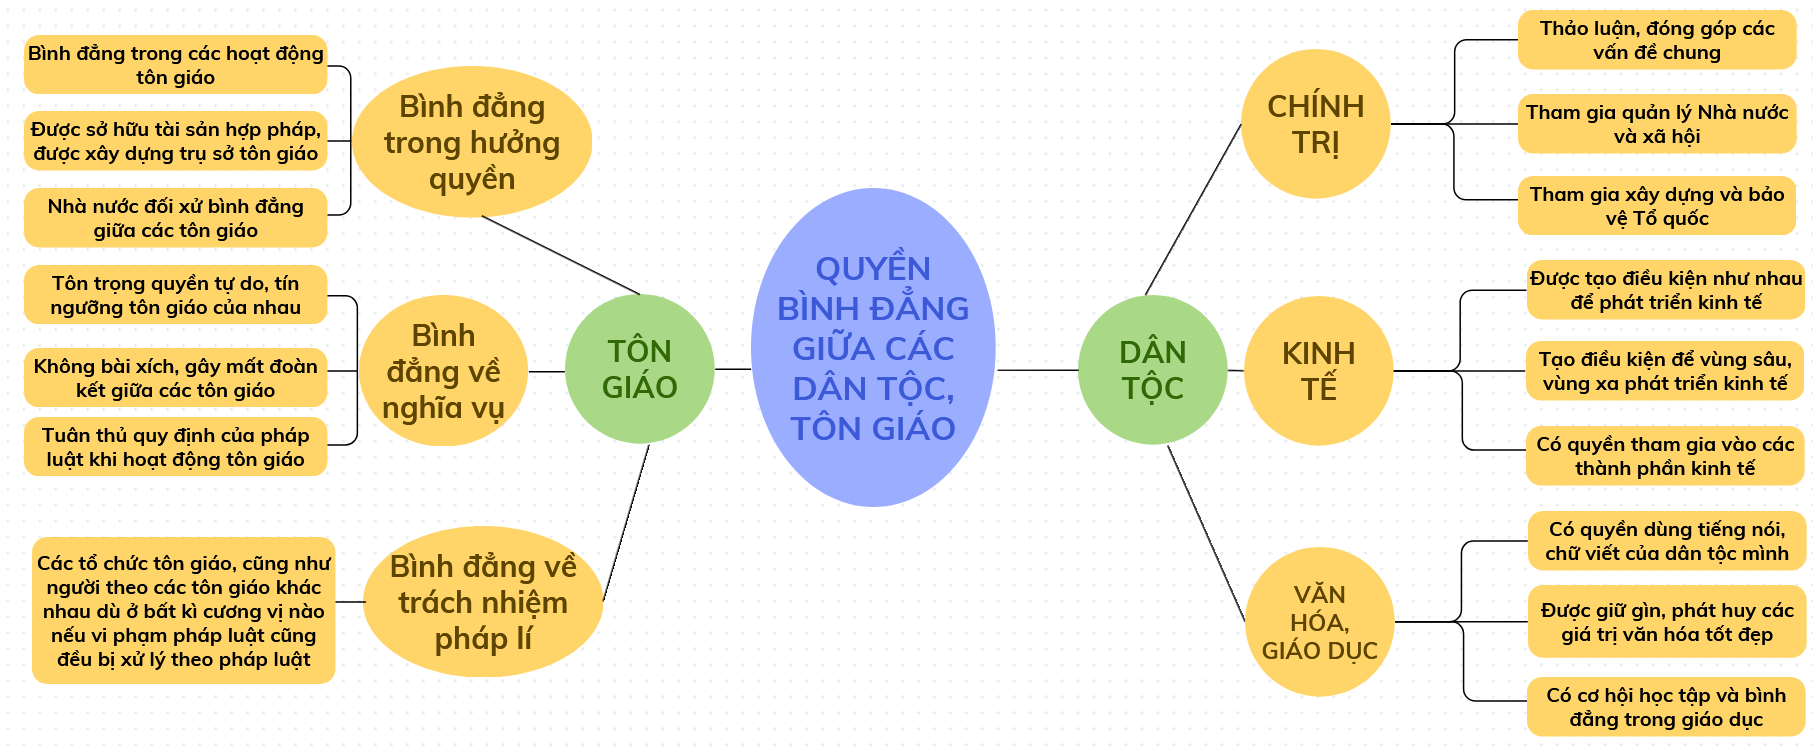 QUYỀN
BÌNH ĐẲNG
GIỮA CÁC
DÂN TỘC,
TÔN GIÁO
TÔN
GIÁO
Bình đẳng
trong hưởng
quyền
Bình đẳng trong các hoạt động
tôn giáo
Được sở hữu tài sản hợp pháp,
được xây dựng trụ sở tôn giáo
Nhà nước đối xử bình đẳng
giữa các tôn giáo
Bình
đẳng về
nghĩa vụ
Tôn trọng quyền tự do, tín
ngưỡng tôn giáo của nhau
Không bài xích, gây mất đoàn
kết giữa các tôn giáo
Tuân thủ quy định của pháp
luật khi hoạt động tôn giáo
Bình đẳng về
trách nhiệm
pháp lí
Các tổ chức tôn giáo, cũng như
người theo các tôn giáo khác
nhau dù ở bất kì cương vị nào
nếu vi phạm pháp luật cũng
đều bị xử lý theo pháp luật
DÂN
TỘC
CHÍNH
TRỊ
Thảo luận, đóng góp các
vấn đề chung
Tham gia quản lý Nhà nước
và xã hội
Tham gia xây dựng và bảo
vệ Tổ quốc
KINH
TẾ
Được tạo điều kiện như nhau
để phát triển kinh tế
Tạo điều kiện để vùng sâu,
vùng xa phát triển kinh tế
Có quyền tham gia vào các
thành phần kinh tế
VĂN
HÓA,
GIÁO DỤC
Có quyền dùng tiếng nói,
chữ viết của dân tộc mình
Được giữ gìn, phát huy các
giá trị văn hóa tốt đẹp
Có cơ hội học tập và bình
đẳng trong giáo dục